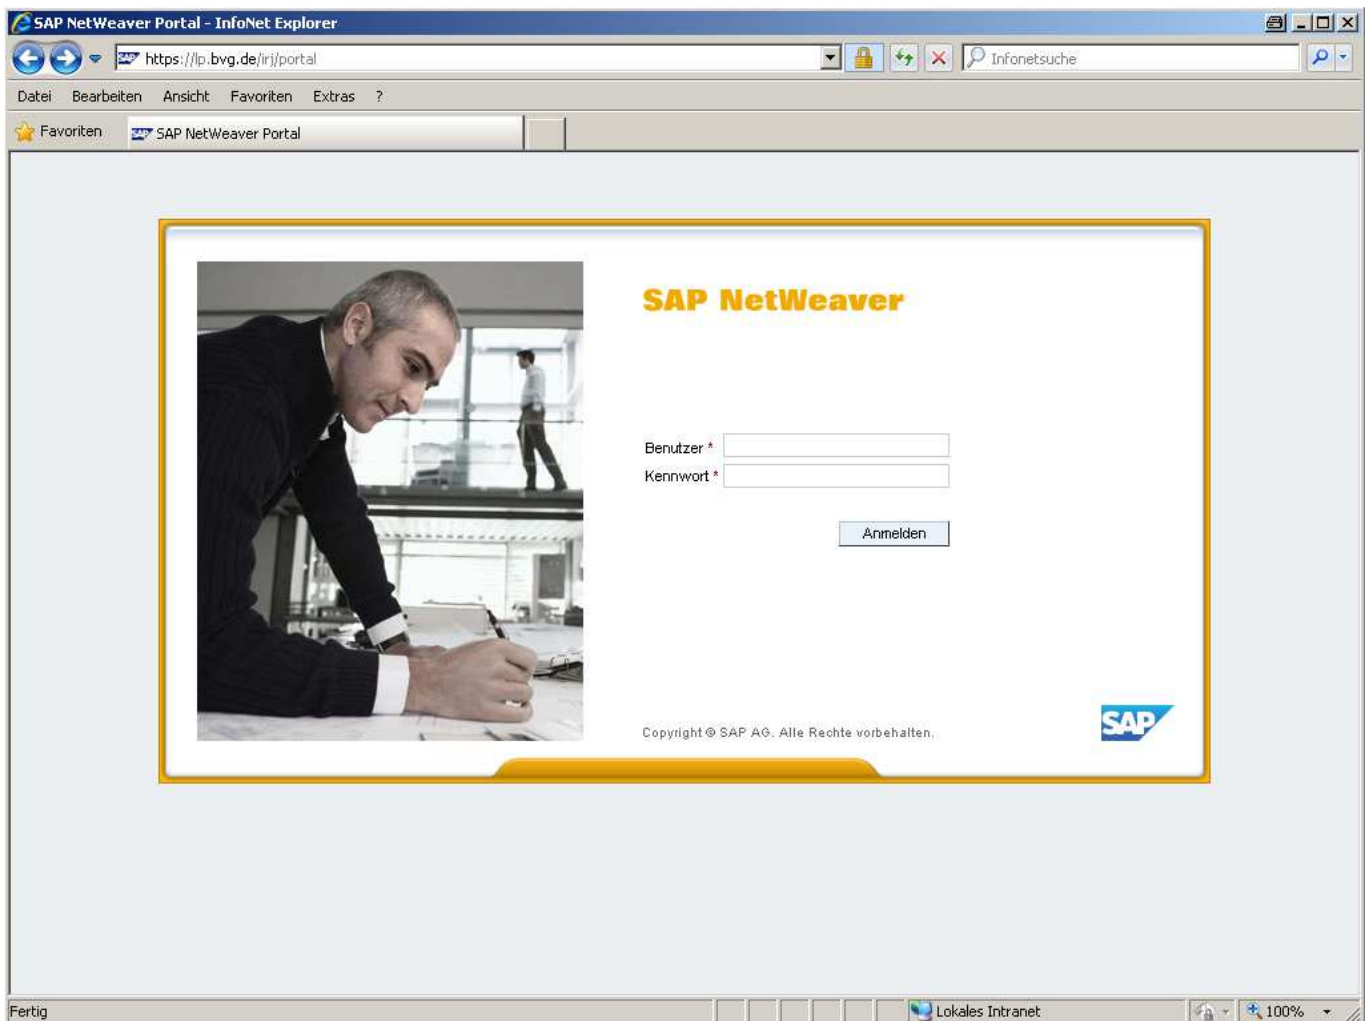 SAP NetWeaver Portal - InfoNet Explorer
https://lp.bvg.de/irj/portal
Infonetsuche
Datei Bearbeiten Ansicht Favoriten Extras ?
Favoriten
SAP NetWeaver Portal
SAP NetWeaver
Benutzer *
Kennwort *
Anmelden
Copyright © SAP AG. Alle Rechte vorbehalten.
SAP
Fertig
Lokales Intranet
100%